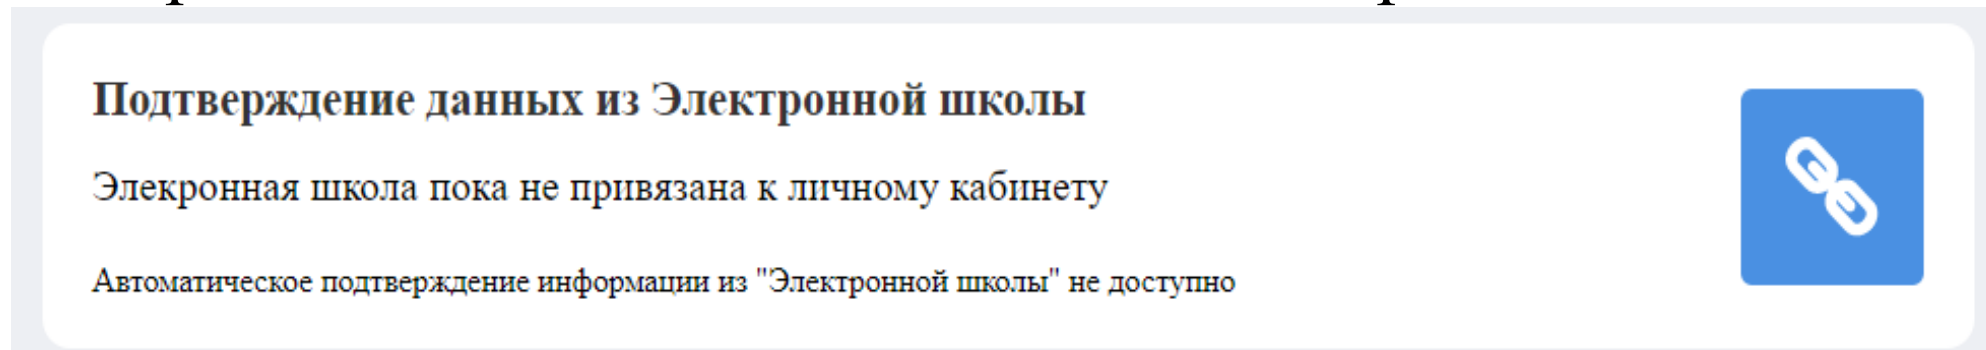 Подтверждение данных из Электронной школы
Элекронная школа пока не привязана к личному кабинету
Автоматическое подтверждение информации из "Электронной школы" не доступно